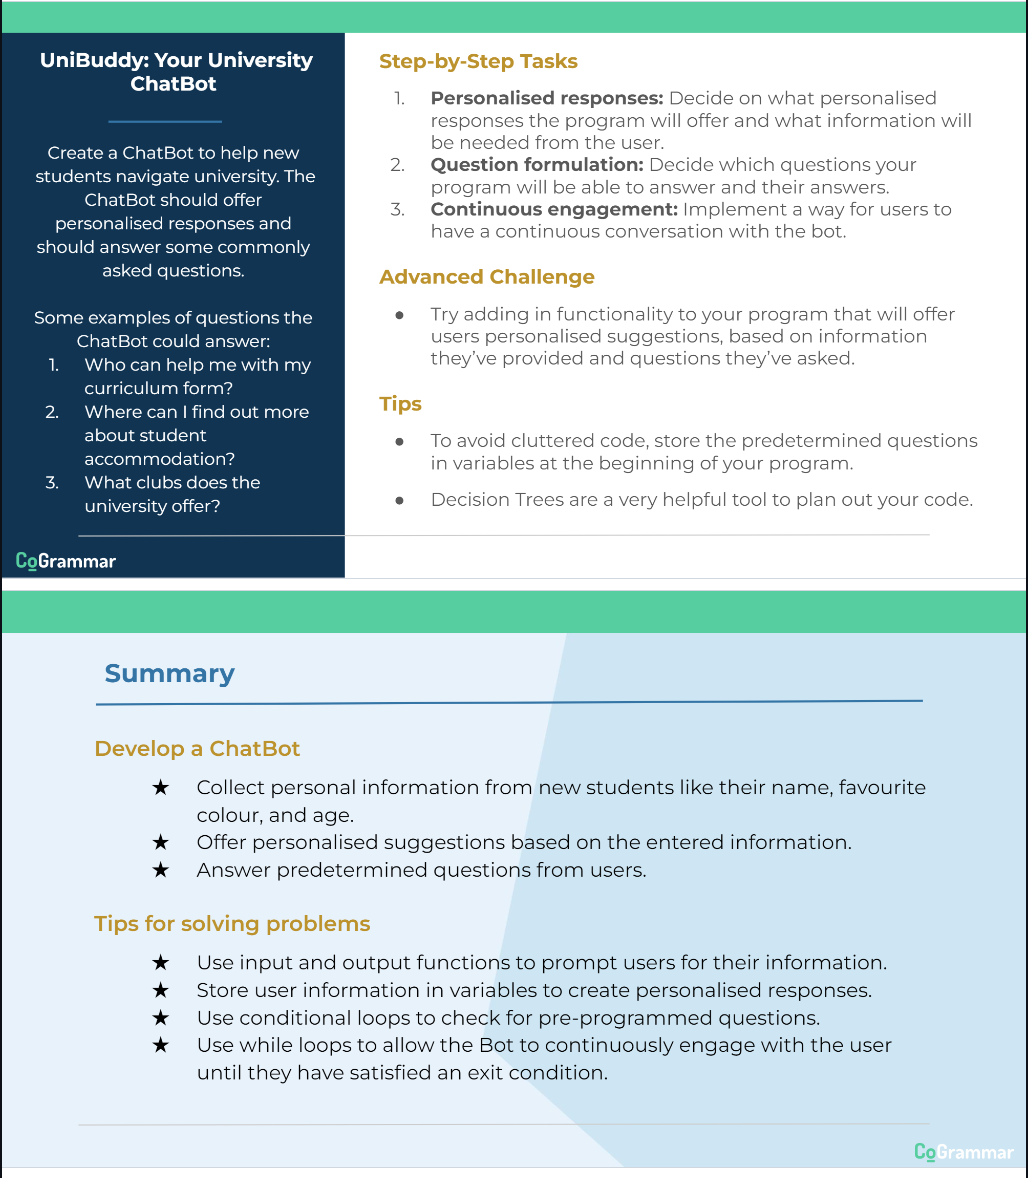 UniBuddy: Your University
ChatBot
Create a ChatBot to help new
students navigate university. The
ChatBot should offer
personalised responses and
should answer some commonly
asked questions.
Some examples of questions the
ChatBot could answer:
1. Who can help me with my
curriculum form?
2. Where can I find out more
about student
accommodation?
3. What clubs does the
university offer?
CoGrammar
Step-by-Step Tasks
1. Personalised responses: Decide on what personalised
responses the program will offer and what information will
be needed from the user.
2. Question formulation: Decide which questions your
program will be able to answer and their answers.
3. Continuous engagement: Implement a way for users to
have a continuous conversation with the bot.
Advanced Challenge
● Try adding in functionality to your program that will offer
users personalised suggestions, based on information
they’ve provided and questions they’ve asked.
Tips
● To avoid cluttered code, store the predetermined questions
in variables at the beginning of your program.
● Decision Trees are a very helpful tool to plan out your code.
Summary
Develop a ChatBot
★ Collect personal information from new students like their name, favourite
colour, and age.
★ Offer personalised suggestions based on the entered information.
★ Answer predetermined questions from users.
Tips for solving problems
★ Use input and output functions to prompt users for their information.
★ Store user information in variables to create personalised responses.
★ Use conditional loops to check for pre-programmed questions.
★ Use while loops to allow the Bot to continuously engage with the user
until they have satisfied an exit condition.
CoGrammar